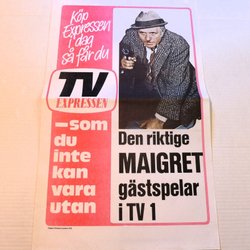 Köp
Expressen
i dag
så får du
TV
EXPRESSEN
–som
du
inte
kan
vara
utan
Den riktige
MAIGRET
gästspelar
i TV 1